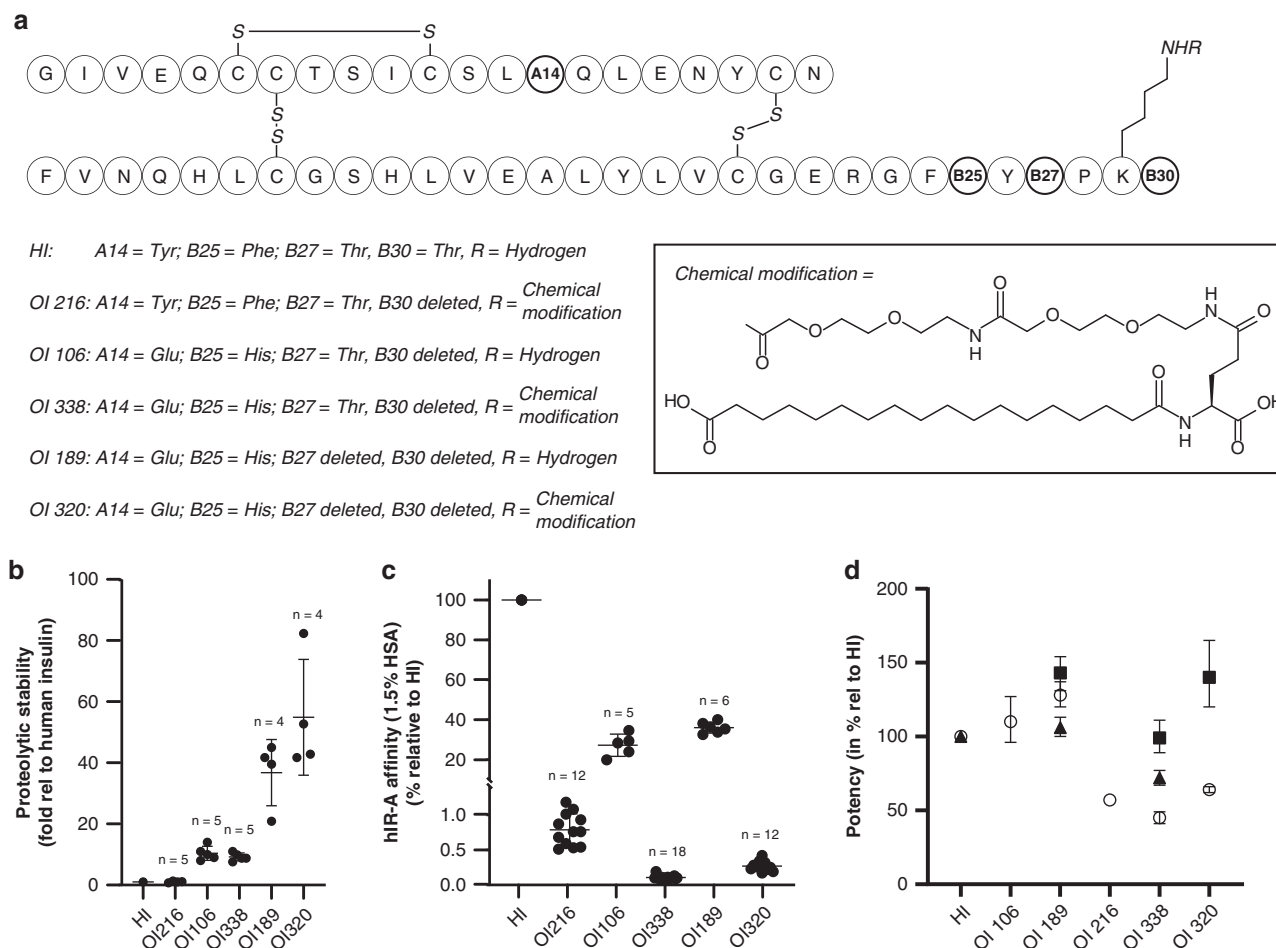 a
S S
NHR
G I V E Q C C T S I C S L A14 Q L E N Y C N
S S
S S
F V N Q H L C G S H L V E A L Y L V C G E R G F B25 Y B27 P K B30
HI: A14 = Tyr; B25 = Phe; B27 = Thr, B30 = Thr, R = Hydrogen
OI 216: A14 = Tyr; B25 = Phe; B27 = Thr, B30 deleted, R = Chemical modification
OI 106: A14 = Glu; B25 = His; B27 = Thr, B30 deleted, R = Hydrogen
OI 338: A14 = Glu; B25 = His; B27 = Thr, B30 deleted, R = Chemical modification
OI 189: A14 = Glu; B25 = His; B27 deleted, B30 deleted, R = Hydrogen
OI 320: A14 = Glu; B25 = His; B27 deleted, B30 deleted, R = Chemical modification
Chemical modification =
O H
O O N O
O O N O O
O H
HO O
O N OH
H O
b
Proteolytic stability
(fold rel to human insulin)
100
80
60
40
20
0
n = 5
n = 5
n = 5
n = 4
n = 4
HI OI216 OI106 OI338 OI189 OI320
c
hIR-A affinity (1.5% HSA)
(% relative to HI)
100
80
60
40
20
1.0
0.5
0.0
n = 12
n = 5
n = 18
n = 6
n = 12
HI OI216 OI106 OI338 OI189 OI320
d
Potency (in % rel to HI)
200
150
100
50
0
HI OI 106 OI 189 OI 216 OI 338 OI 320